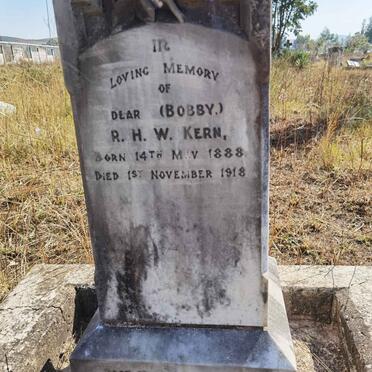 IN
LOVING MEMORY
OF
DEAR (BOBBY.)
R. H. W. KERN,
BORN 14TH MAY 1888
DIED 1ST NOVEMBER 1918